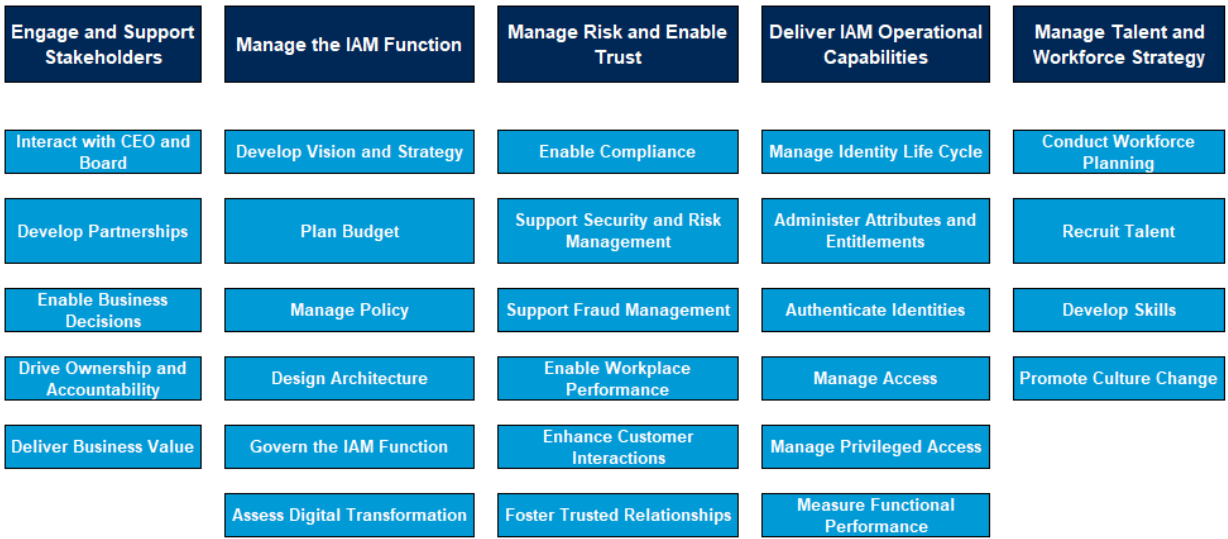 Engage and Support
Stakeholders
Manage the IAM Function
Manage Risk and Enable
Trust
Deliver IAM Operational
Capabilities
Manage Talent and
Workforce Strategy
Interact with CEO and
Board
Develop Vision and Strategy
Enable Compliance
Manage Identity Life Cycle
Conduct Workforce
Planning
Develop Partnerships
Plan Budget
Support Security and Risk
Management
Administer Attributes and
Entitlements
Recruit Talent
Enable Business
Decisions
Manage Policy
Support Fraud Management
Authenticate Identities
Develop Skills
Drive Ownership and
Accountability
Design Architecture
Enable Workplace
Performance
Manage Access
Promote Culture Change
Deliver Business Value
Govern the IAM Function
Enhance Customer
Interactions
Manage Privileged Access
Assess Digital Transformation
Foster Trusted Relationships
Measure Functional
Performance